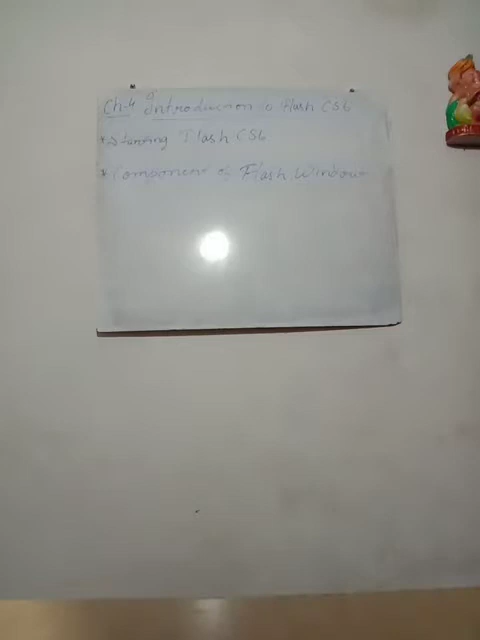 Ch-4 Introduction to Flash CS6
* Starting Flash CS6
* Component of Flash Window